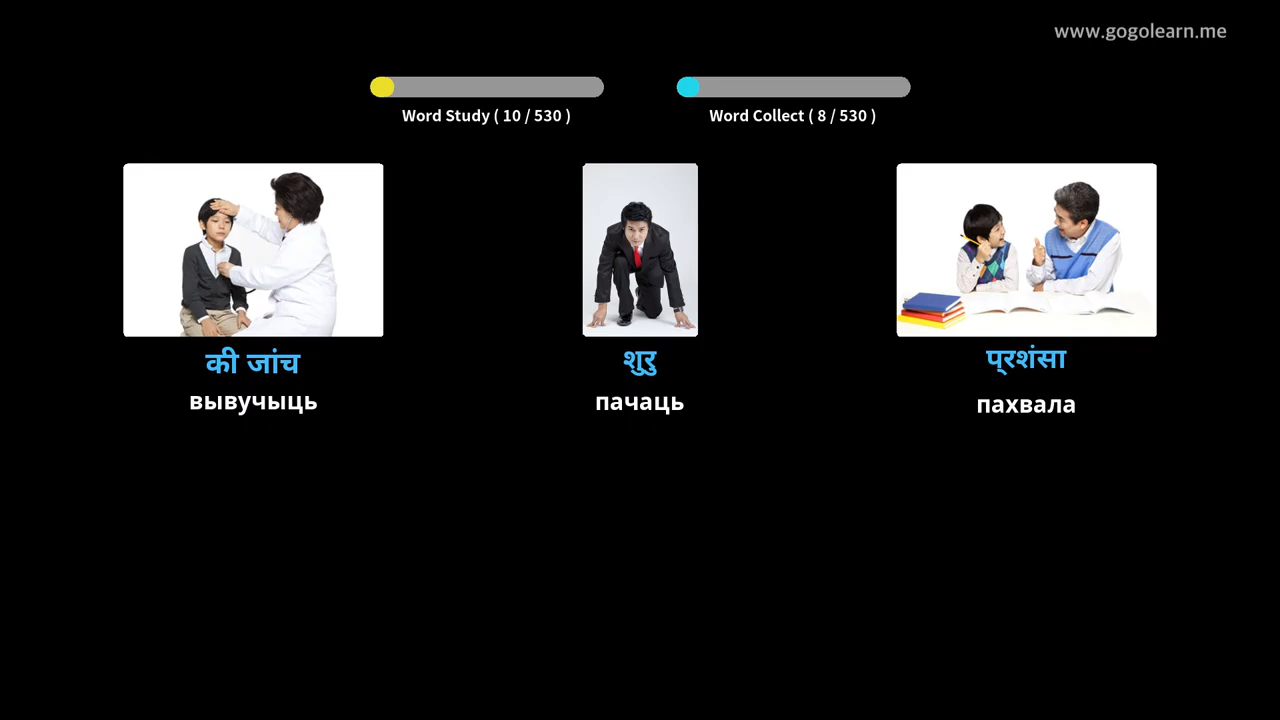 www.gogolearn.me
Word Study ( 10 / 530 )
Word Collect ( 8 / 530 )
की जांच
вывучыць
शुरु
пачаць
प्रशंसा
пахвала